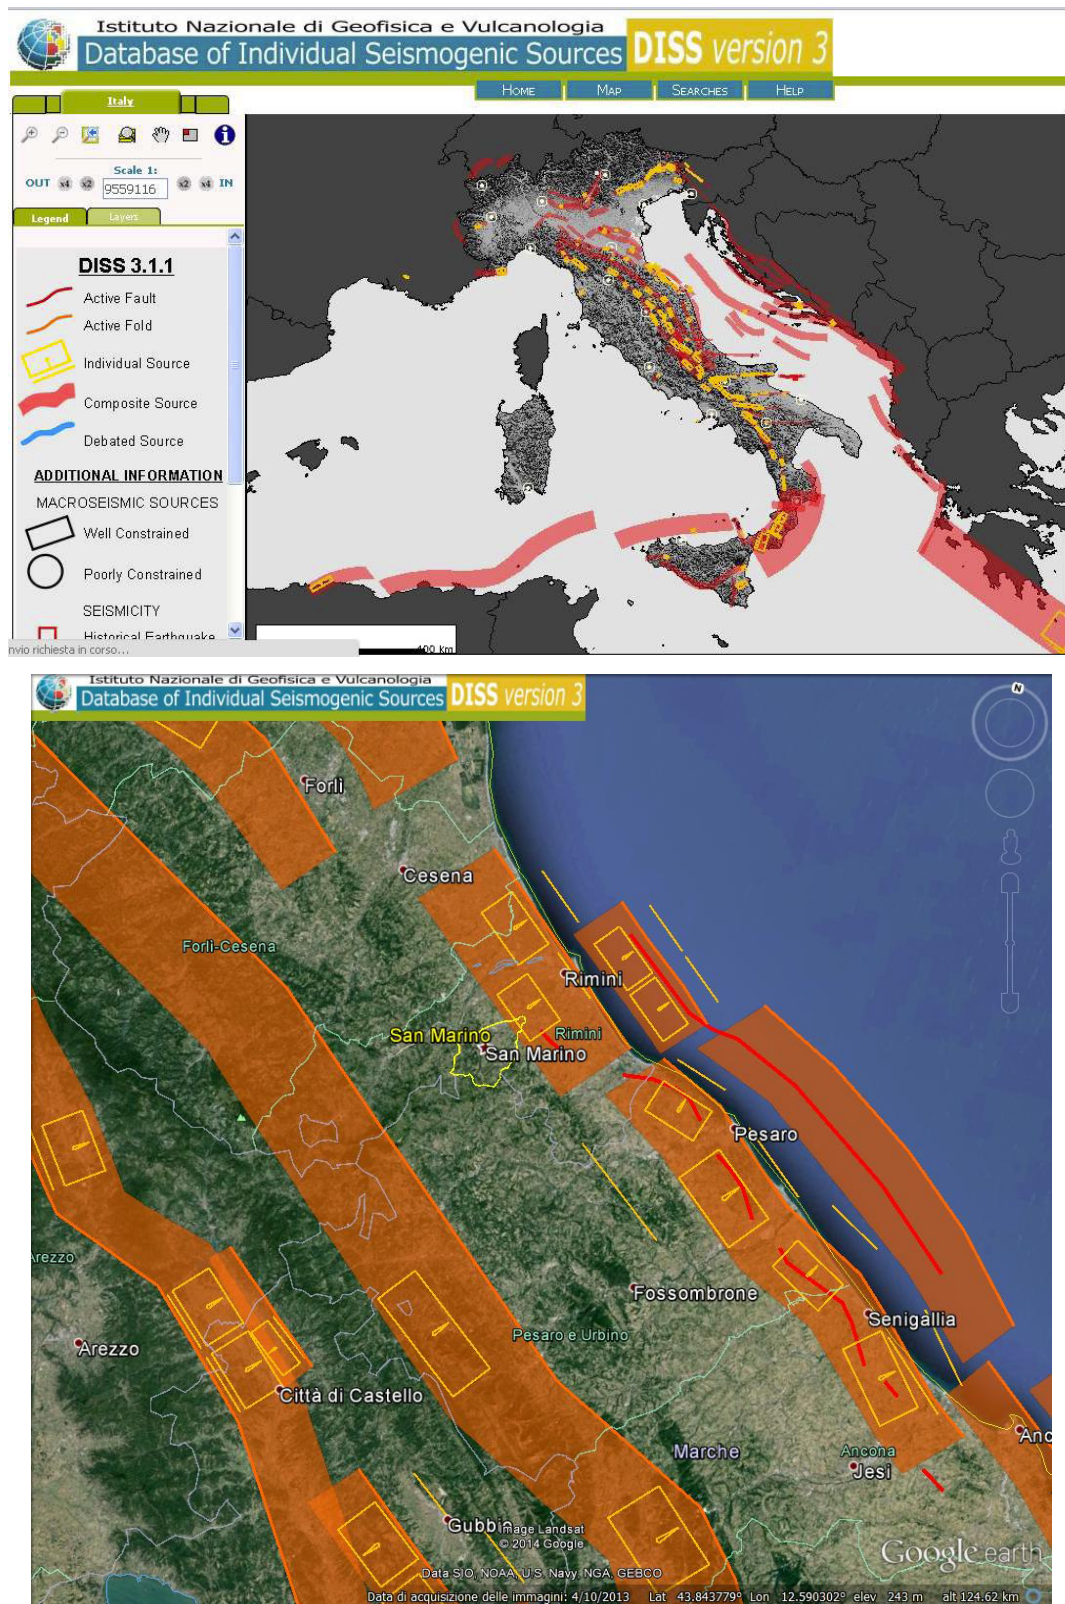 Istituto Nazionale di Geofisica e Vulcanologia
Database of Individual Seismogenic Sources DISS version 3
HOME MAP SEARCHES HELP
Italy
Scale 1:
OUT x4 x2 9559116 x2 x4 IN
Legend Layers
DISS 3.1.1
Active Fault
Active Fold
Individual Source
Composite Source
Debated Source
ADDITIONAL INFORMATION
MACROSEISMIC SOURCES
Well Constrained
Poorly Constrained
SEISMICITY
Historical Earthquake
nvio richiesta in corso...
400 km
Istituto Nazionale di Geofisica e Vulcanologia
Database of Individual Seismogenic Sources DISS version 3
N
Forlì
Cesena
Forlì-Cesena
Rimini
San Marino
Rimini
San Marino
Pesaro
Arezzo
Fossombrone
Senigallia
Pesaro e Urbino
Arezzo
Città di Castello
Anc
Marche
Ancona
Jesi
Gubbio
Image Landsat
© 2014 Google
Google earth
Data SIO, NOAA, U.S. Navy, NGA, GEBCO
Data di acquisizione delle immagini: 4/10/2013 Lat 43.843779° Lon 12.590302° elev 243 m alt 124.62 km